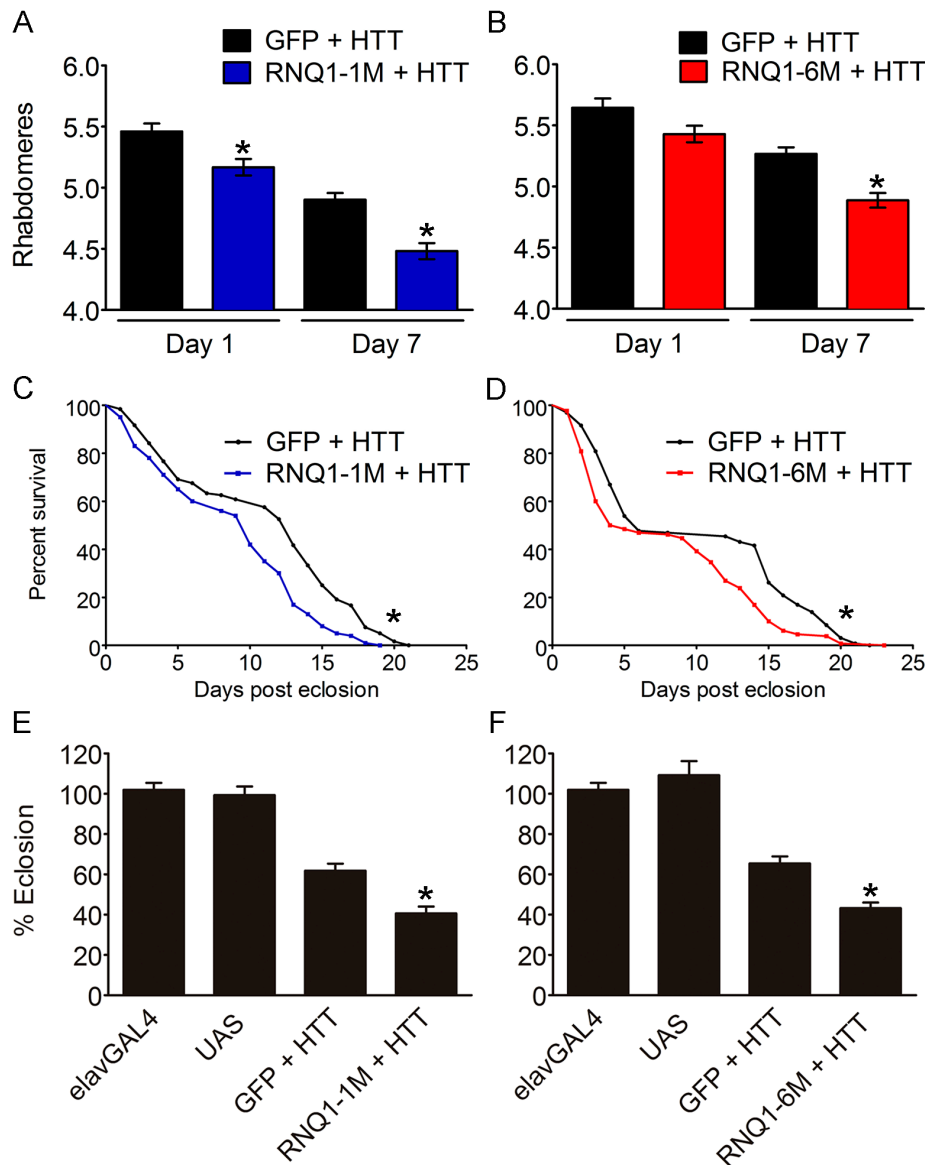 A
GFP + HTT
RNQ1-1M + HTT
6.0
5.5
5.0
4.5
4.0
Rhabdomeres
*
*
Day 1
Day 7
B
GFP + HTT
RNQ1-6M + HTT
6.0
5.5
5.0
4.5
4.0
*
Day 1
Day 7
C
100
80
60
40
20
0
Percent survival
GFP + HTT
RNQ1-1M + HTT
*
0 5 10 15 20 25
Days post eclosion
D
100
80
60
40
20
0
GFP + HTT
RNQ1-6M + HTT
*
0 5 10 15 20 25
Days post eclosion
E
120
100
80
60
40
20
0
% Eclosion
*
elavGAL4
UAS
GFP + HTT
RNQ1-1M + HTT
F
120
100
80
60
40
20
0
*
elavGAL4
UAS
GFP + HTT
RNQ1-6M + HTT